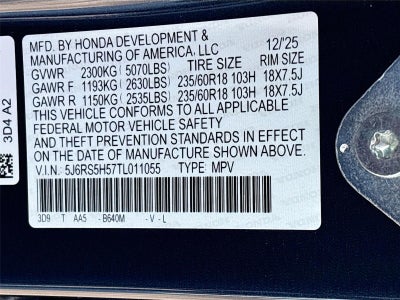 MFD. BY HONDA DEVELOPMENT &
MANUFACTURING OF AMERICA, LLC 12/'25
GVWR 2300KG (5070LBS) TIRE SIZE RIM SIZE
GAWR F 1193KG (2630LBS) 235/60R18 103H 18X7.5J
GAWR R 1150KG (2535LBS) 235/60R18 103H 18X7.5J
THIS VEHICLE CONFORMS TO ALL APPLICABLE
FEDERAL MOTOR VEHICLE SAFETY
AND THEFT PREVENTION STANDARDS IN EFFECT
ON THE DATE OF MANUFACTURE SHOWN ABOVE.
V.I.N. 5J6RS5H57TL011055 TYPE: MPV
3D9 T AA5 - B640M - V - L
3D4 A2